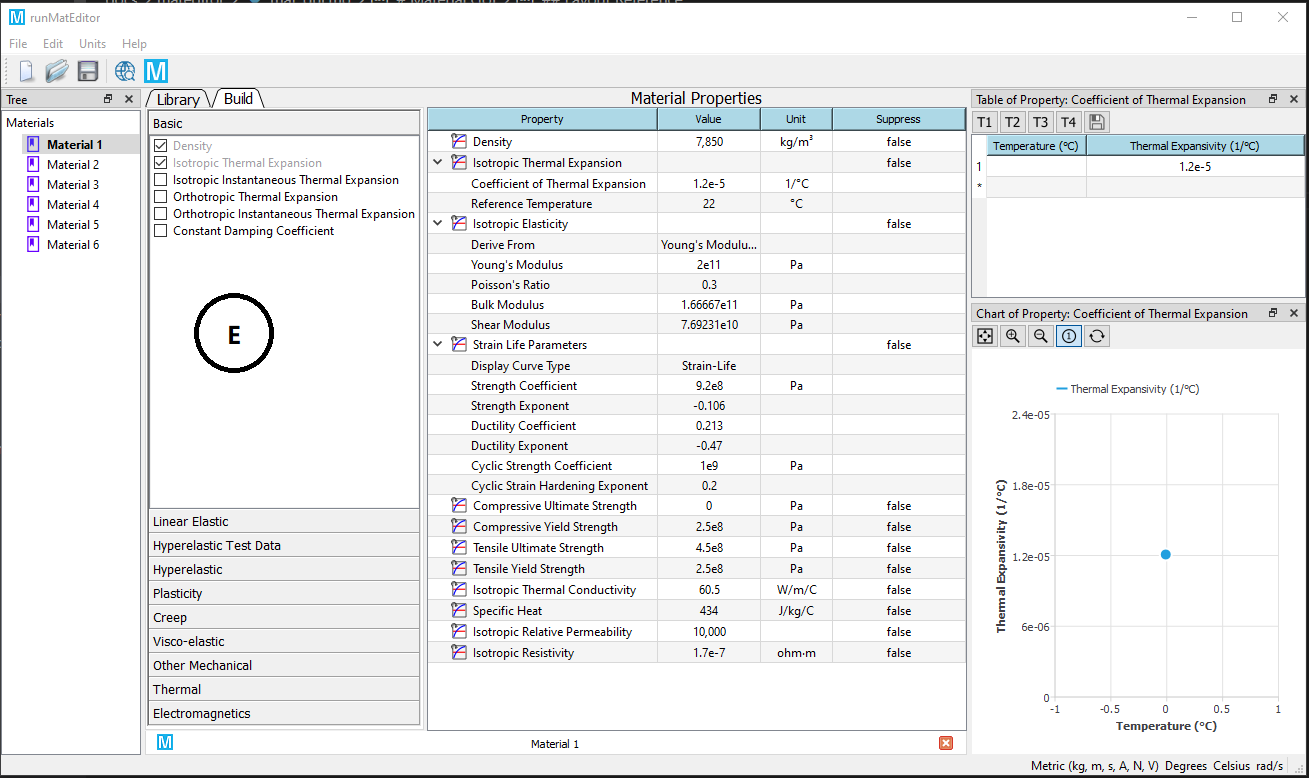 M runMatEditor
File Edit Units Help
M
Tree
Materials
Material 1
Material 2
Material 3
Material 4
Material 5
Material 6
Library Build
Basic
Density
Isotropic Thermal Expansion
Isotropic Instantaneous Thermal Expansion
Orthotropic Thermal Expansion
Orthotropic Instantaneous Thermal Expansion
Constant Damping Coefficient
E
Linear Elastic
Hyperelastic Test Data
Hyperelastic
Plasticity
Creep
Visco-elastic
Other Mechanical
Thermal
Electromagnetics
Material Properties
Property Value Unit Suppress
Density 7,850 kg/m³ false
Isotropic Thermal Expansion false
Coefficient of Thermal Expansion 1.2e-5 1/°C
Reference Temperature 22 °C
Isotropic Elasticity false
Derive From Young's Modulu...
Young's Modulus 2e11 Pa
Poisson's Ratio 0.3
Bulk Modulus 1.66667e11 Pa
Shear Modulus 7.69231e10 Pa
Strain Life Parameters false
Display Curve Type Strain-Life
Strength Coefficient 9.2e8 Pa
Strength Exponent -0.106
Ductility Coefficient 0.213
Ductility Exponent -0.47
Cyclic Strength Coefficient 1e9 Pa
Cyclic Strain Hardening Exponent 0.2
Compressive Ultimate Strength 0 Pa false
Compressive Yield Strength 2.5e8 Pa false
Tensile Ultimate Strength 4.5e8 Pa false
Tensile Yield Strength 2.5e8 Pa false
Isotropic Thermal Conductivity 60.5 W/m/C false
Specific Heat 434 J/kg/C false
Isotropic Relative Permeability 10,000 false
Isotropic Resistivity 1.7e-7 ohm·m false
M Material 1
Table of Property: Coefficient of Thermal Expansion
T1 T2 T3 T4
Temperature (°C) Thermal Expansivity (1/°C)
1 1.2e-5
*
Chart of Property: Coefficient of Thermal Expansion
1
Thermal Expansivity (1/°C)
Thermal Expansivity (1/°C)
2.4e-05
1.8e-05
1.2e-05
6e-06
0
-1 -0.5 0 0.5 1
Temperature (°C)
Metric (kg, m, s, A, N, V) Degrees Celsius rad/s